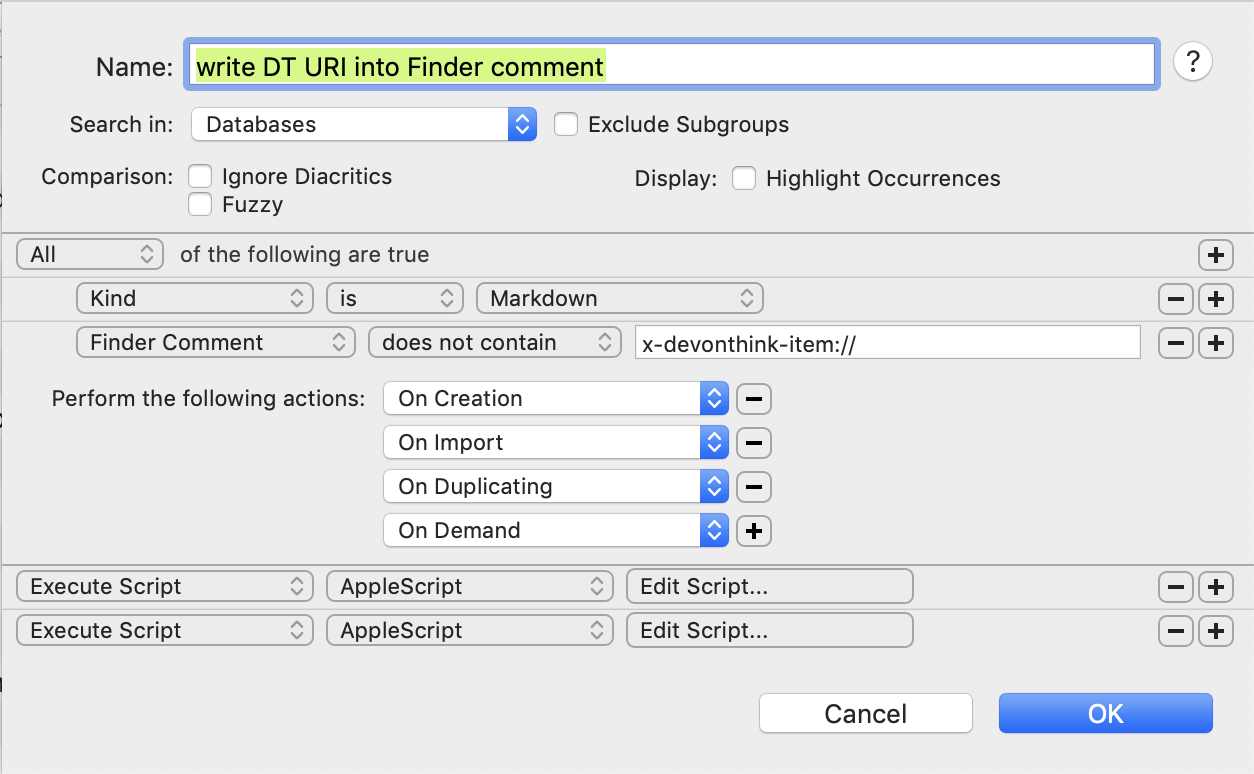 Name: write DT URI into Finder comment ?
Search in: Databases Exclude Subgroups
Comparison: Ignore Diacritics Display: Highlight Occurrences
Fuzzy
All of the following are true
Kind is Markdown
Finder Comment does not contain x-devonthink-item://
Perform the following actions: On Creation
On Import
On Duplicating
On Demand
Execute Script AppleScript Edit Script...
Execute Script AppleScript Edit Script...
Cancel OK